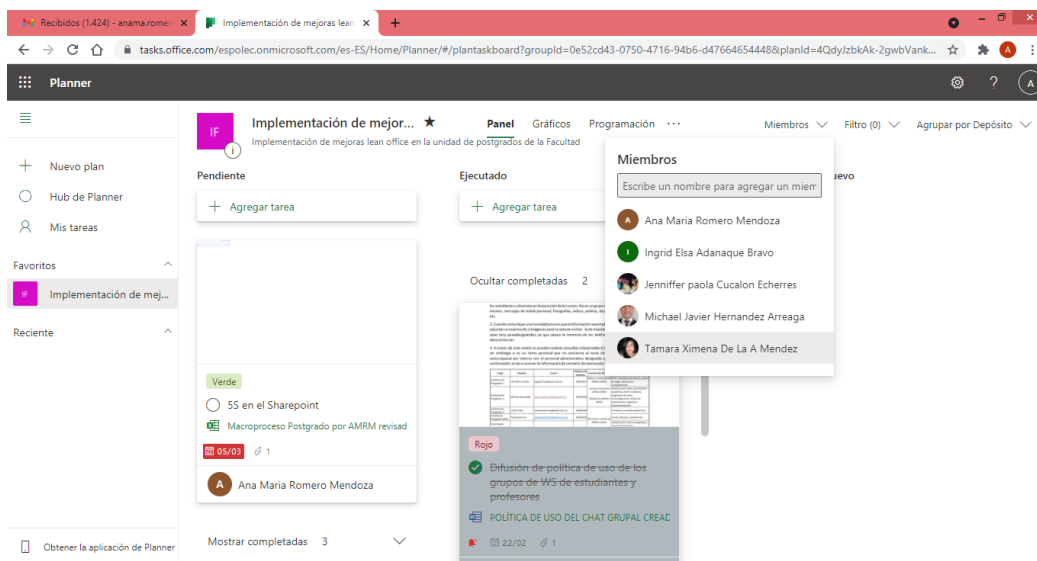 Recibidos (1.424) - anama.romer
Implementación de mejoras lean
tasks.office.com/espolec.onmicrosoft.com/es-ES/Home/Planner/#/plantaskboard?groupId=0e52cd43-0750-4716-94b6-d47664654448&planId=4QdyJzbkAk-2gwbVank...
A
Planner
A
IF
Implementación de mejor...
Panel
Gráficos
Programación
Miembros
Filtro (0)
Agrupar por Depósito
Implementación de mejoras lean office en la unidad de postgrados de la Facultad
Nuevo plan
Hub de Planner
Mis tareas
Favoritos
IF
Implementación de mej...
Reciente
Obtener la aplicación de Planner
Pendiente
Agregar tarea
Verde
5S en el Sharepoint
Macroproceso Postgrado por AMRM revisad
05/03
1
A
Ana Maria Romero Mendoza
Mostrar completadas 3
Ejecutado
Agregar tarea
Ocultar completadas 2
Rojo
Difusión de política de uso de los
grupos de WS de estudiantes y
profesores
POLÍTICA DE USO DEL CHAT GRUPAL CREAD
22/02
1
Miembros
Escribe un nombre para agregar un miem
A
Ana Maria Romero Mendoza
I
Ingrid Elsa Adanaque Bravo
Jenniffer paola Cucalon Echerres
Michael Javier Hernandez Arreaga
Tamara Ximena De La A Mendez
uevo